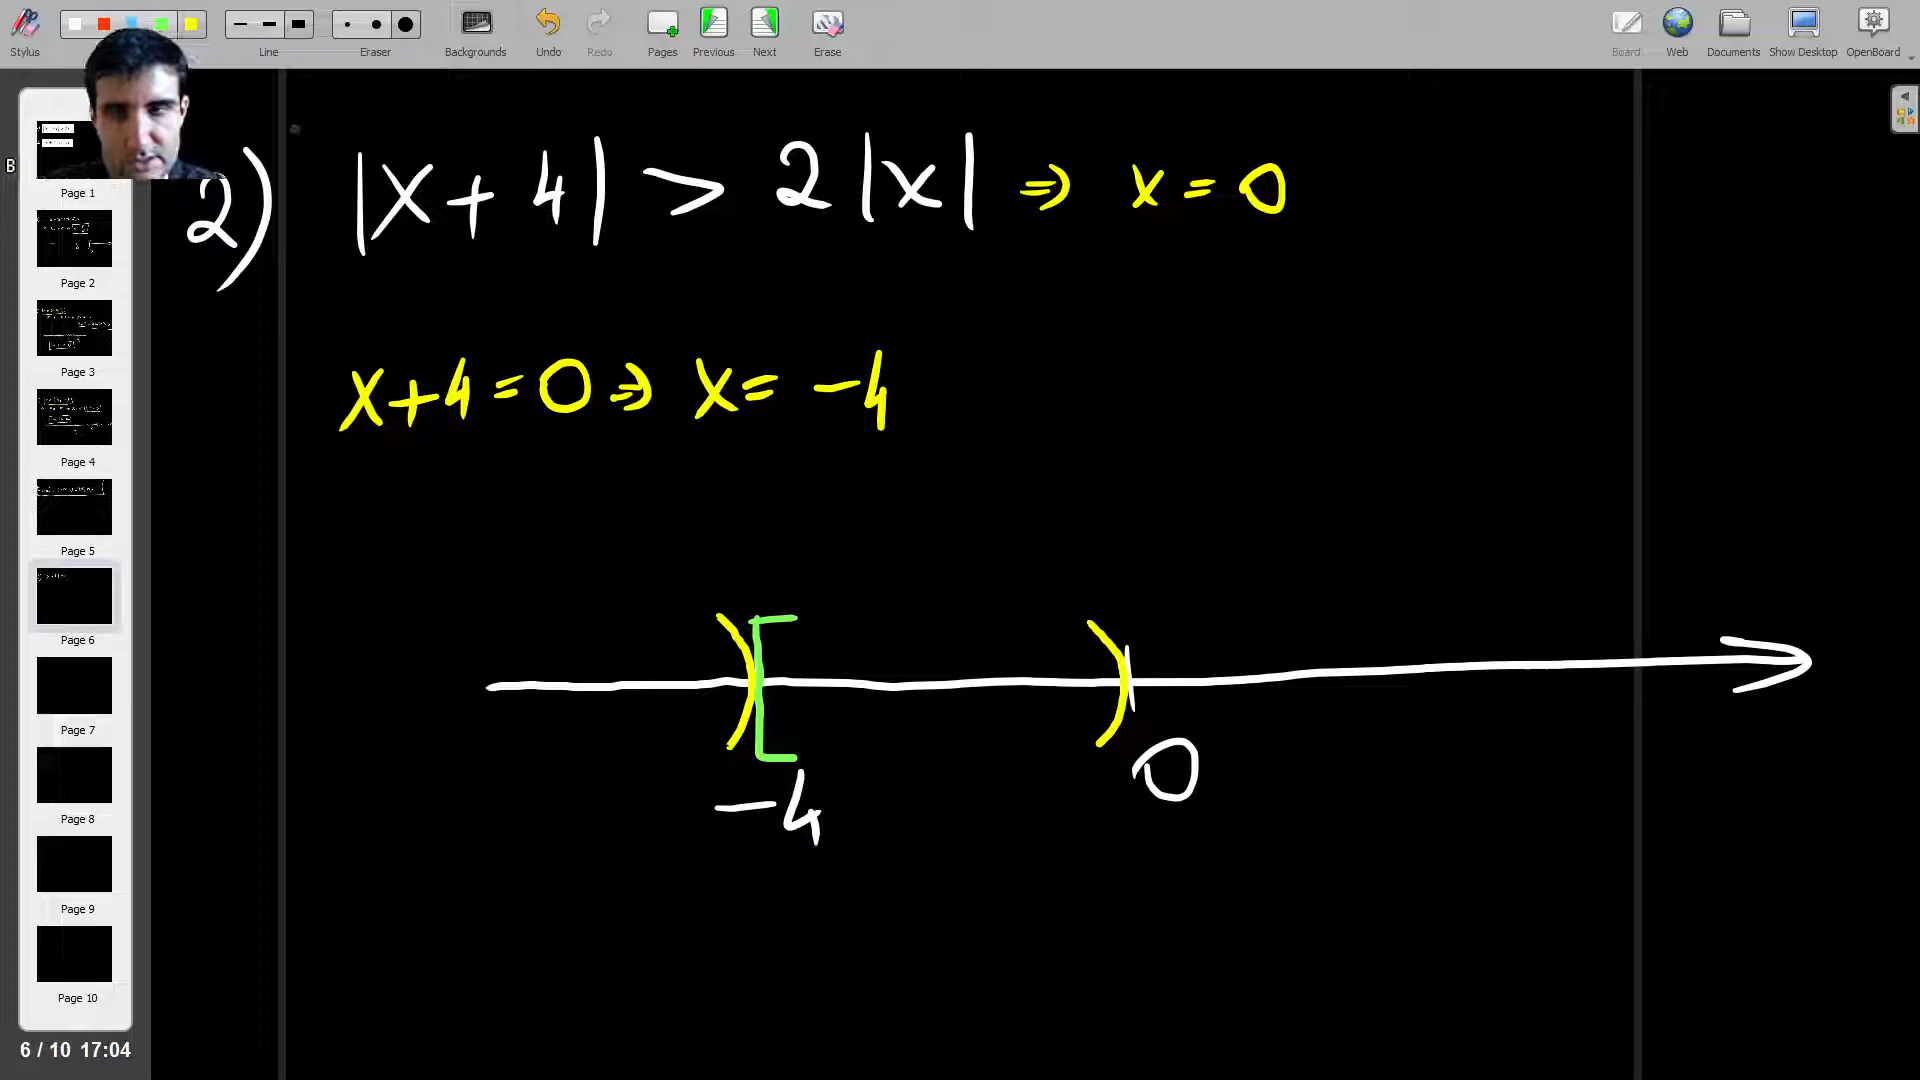 Stylus
Line
Eraser
Backgrounds
Undo
Redo
Pages
Previous
Next
Erase
Board
Web
Documents
Show Desktop
OpenBoard
B
Page 1
Page 2
Page 3
Page 4
Page 5
Page 6
Page 7
Page 8
Page 9
Page 10
6 / 10 17:04
2) |x + 4| > 2|x| ⇒ x = 0
x+4=0 ⇒ x= -4
-4
0